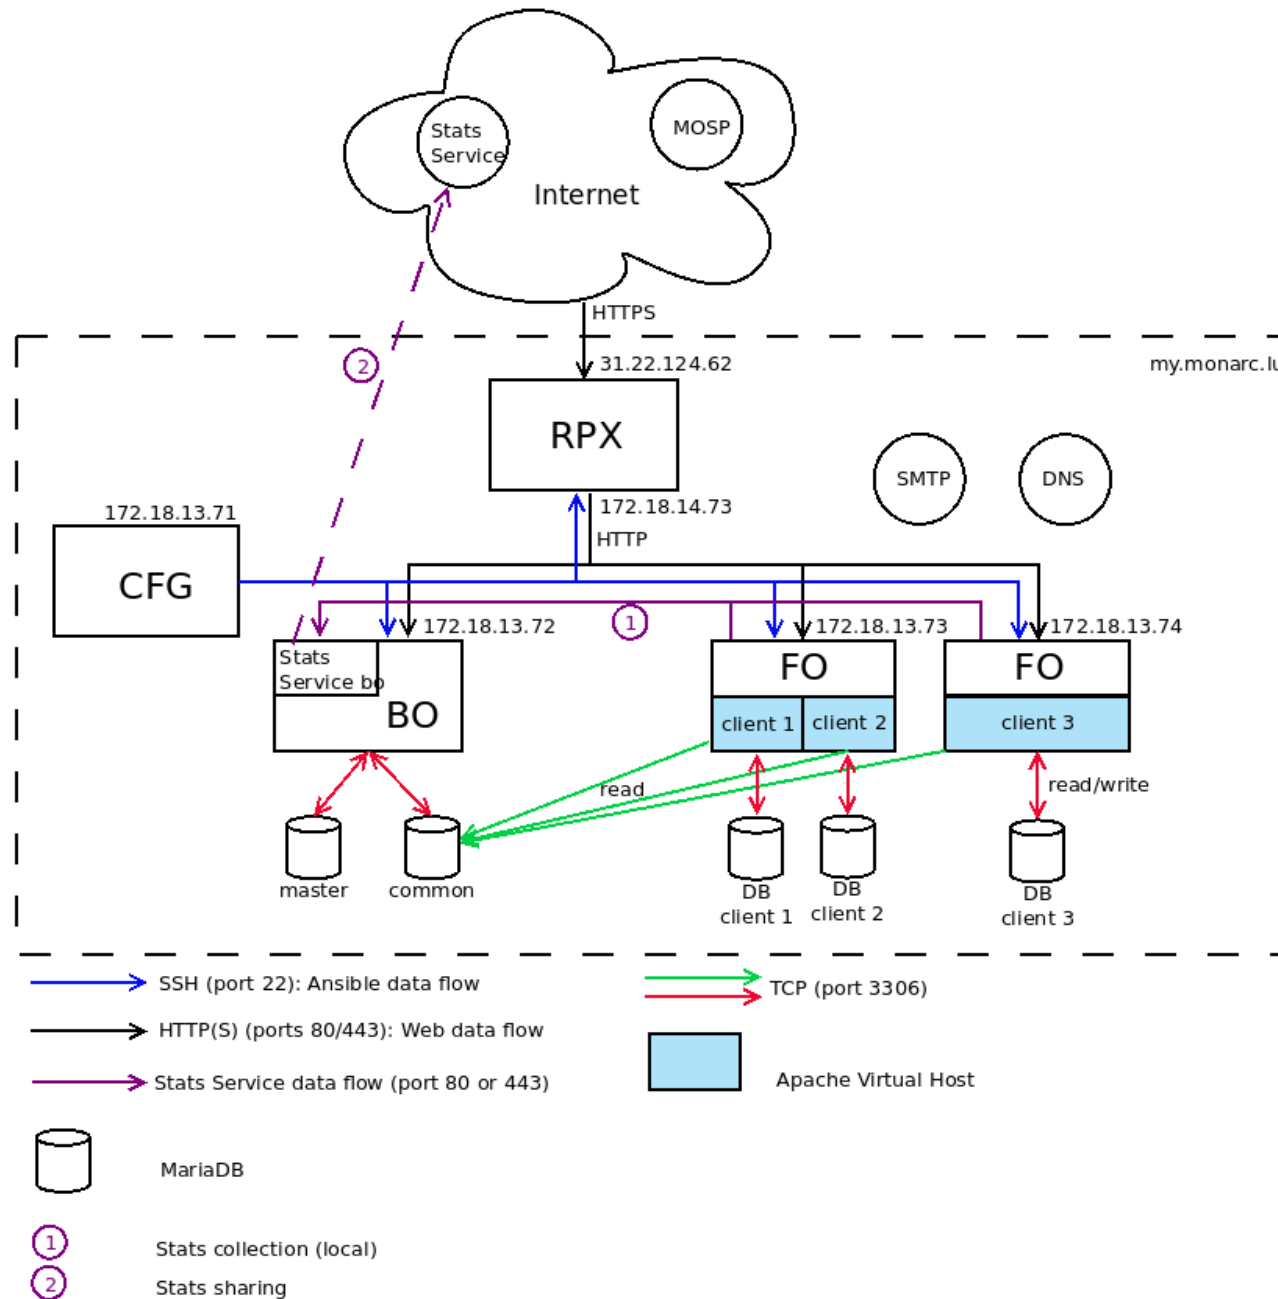 Stats
Service
MOSP
Internet
HTTPS
2
31.22.124.62
my.monarc.lu
RPX
SMTP
DNS
172.18.13.71
172.18.14.73
HTTP
CFG
1
172.18.13.72
172.18.13.73
172.18.13.74
Stats
Service bo
BO
FO
FO
client 1
client 2
client 3
read
read/write
master
common
DB
client 1
DB
client 2
DB
client 3
SSH (port 22): Ansible data flow
TCP (port 3306)
HTTP(S) (ports 80/443): Web data flow
Stats Service data flow (port 80 or 443)
Apache Virtual Host
MariaDB
1
Stats collection (local)
2
Stats sharing